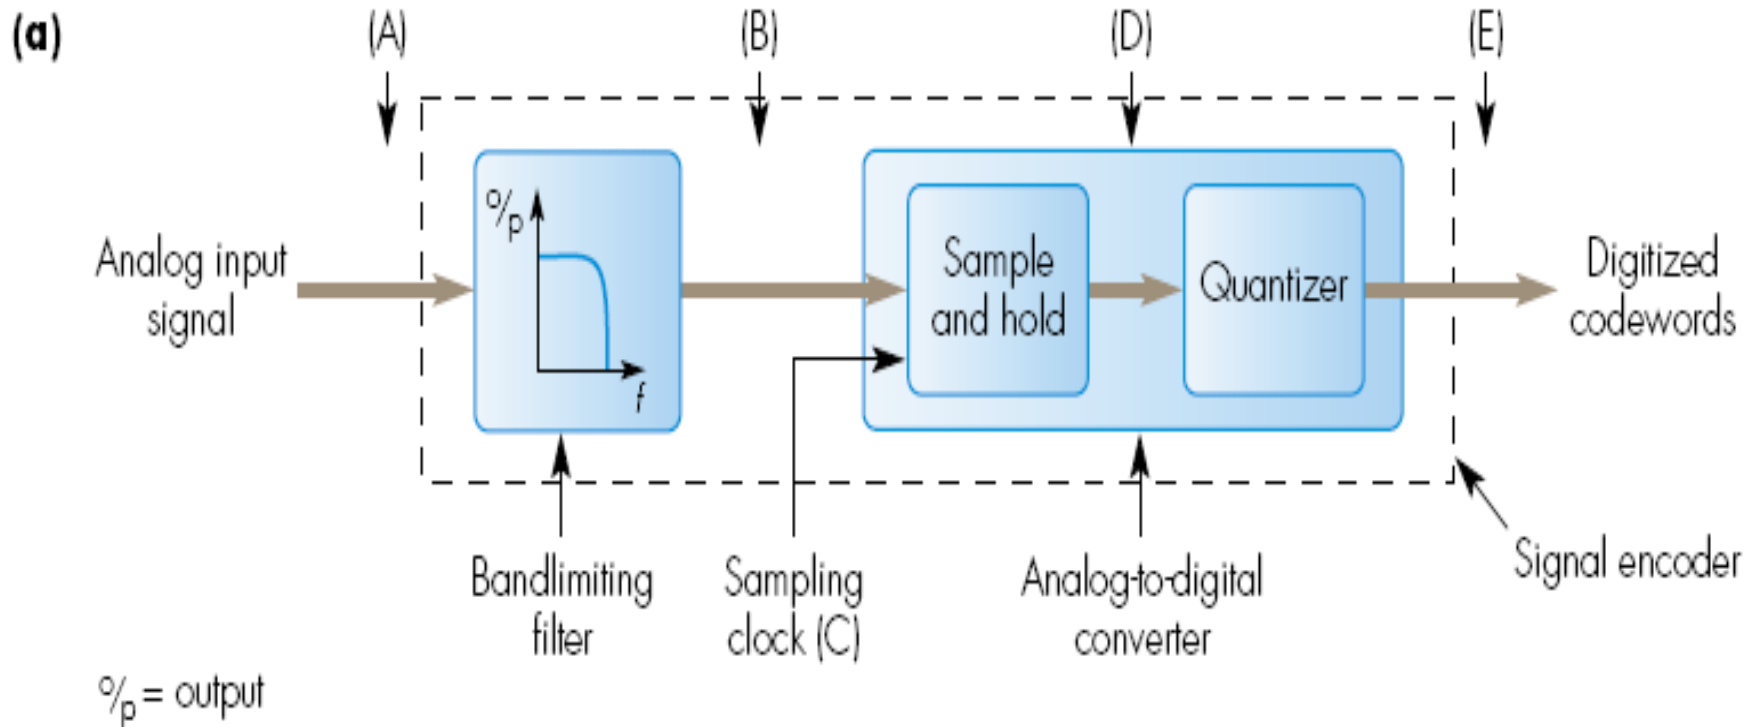 (a)
(A)
(B)
(D)
(E)
Analog input
signal
o/p
f
Sample
and hold
Quantizer
Digitized
codewords
Bandlimiting
filter
Sampling
clock (C)
Analog-to-digital
converter
Signal encoder
o/p = output